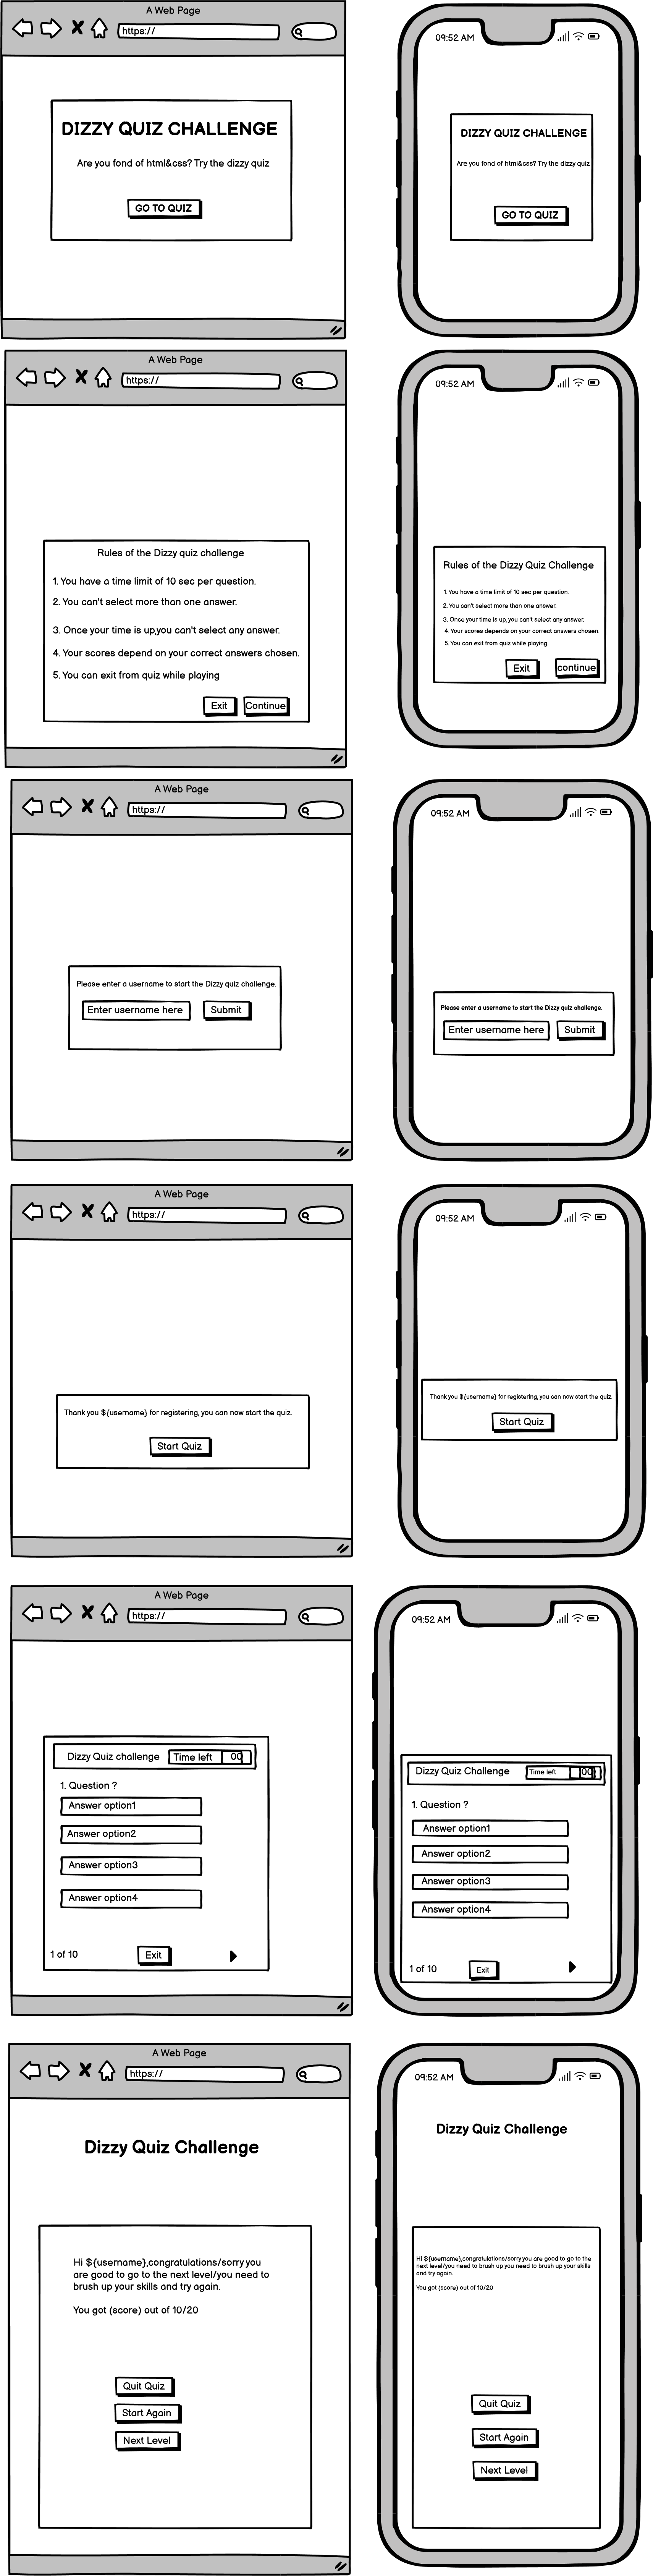 A Web Page
https://
DIZZY QUIZ CHALLENGE
Are you fond of html&css? Try the dizzy quiz
GO TO QUIZ
09:52 AM
DIZZY QUIZ CHALLENGE
Are you fond of html&css? Try the dizzy quiz
GO TO QUIZ
A Web Page
https://
Rules of the Dizzy quiz challenge
1. You have a time limit of 10 sec per question.
2. You can't select more than one answer.
3. Once your time is up,you can't select any answer.
4. Your scores depend on your correct answers chosen.
5. You can exit from quiz while playing
Exit
Continue
09:52 AM
Rules of the Dizzy Quiz Challenge
1. You have a time limit of 10 sec per question.
2. You can't select more than one answer.
3. Once your time is up, you can't select any answer.
4. Your scores depends on your correct answers chosen.
5. You can exit from quiz while playing.
Exit
continue
A Web Page
https://
Please enter a username to start the Dizzy quiz challenge.
Enter username here
Submit
09:52 AM
Please enter a username to start the Dizzy quiz challenge.
Enter username here
Submit
A Web Page
https://
Thank you ${username} for registering, you can now start the quiz.
Start Quiz
09:52 AM
Thank you ${username} for registering, you can now start the quiz.
Start Quiz
A Web Page
https://
Dizzy Quiz challenge
Time left
00
1. Question ?
Answer option1
Answer option2
Answer option3
Answer option4
1 of 10
Exit
09:52 AM
Dizzy Quiz Challenge
Time left
00
1. Question ?
Answer option1
Answer option2
Answer option3
Answer option4
1 of 10
Exit
A Web Page
https://
Dizzy Quiz Challenge
Hi ${username},congratulations/sorry you
are good to go to the next level/you need to
brush up your skills and try again.
You got (score) out of 10/20
Quit Quiz
Start Again
Next Level
09:52 AM
Dizzy Quiz Challenge
Hi ${username},congratulations/sorry you are good to go to the
next level/you need to brush up you need to brush up your skills
and try again.
You got (score) out of 10/20
Quit Quiz
Start Again
Next Level